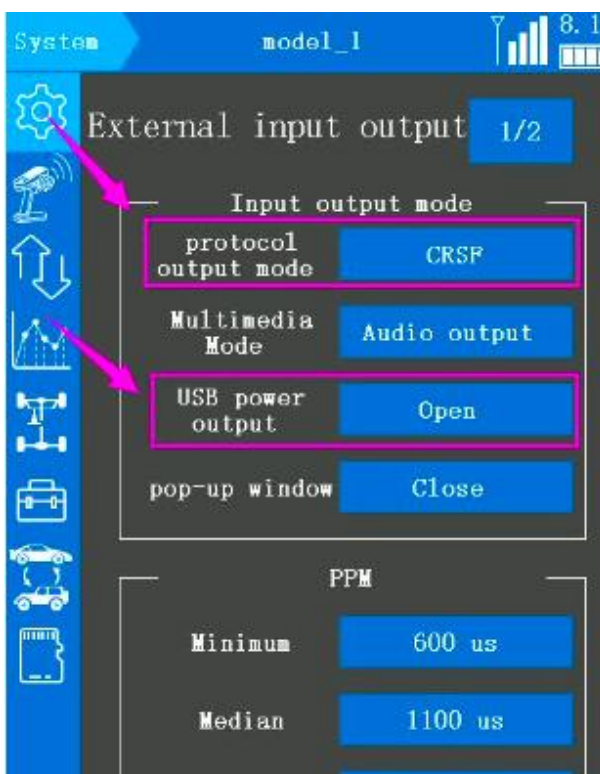 System
model_1
8.1
External input output
1/2
Input output mode
protocol
output mode
CRSF
Multimedia
Mode
Audio output
USB power
output
Open
pop-up window
Close
PPM
Minimum
600 us
Median
1100 us